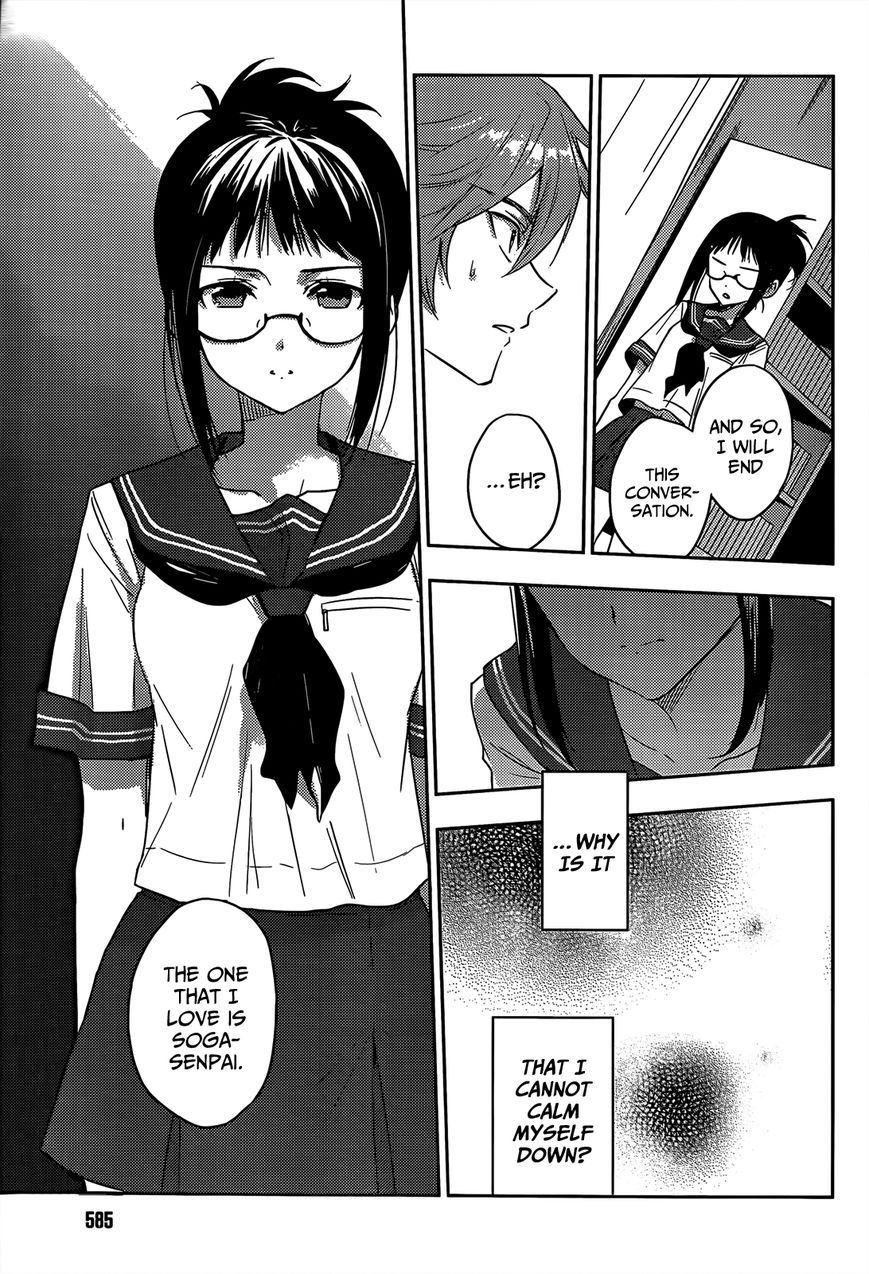 AND SO,
I WILL
END
THIS
CONVER-
SATION.
...EH?
...WHY
IS IT
THAT I
CANNOT
CALM
MYSELF
DOWN?
THE ONE
THAT I
LOVE IS
SOGA-
SENPAI.
585